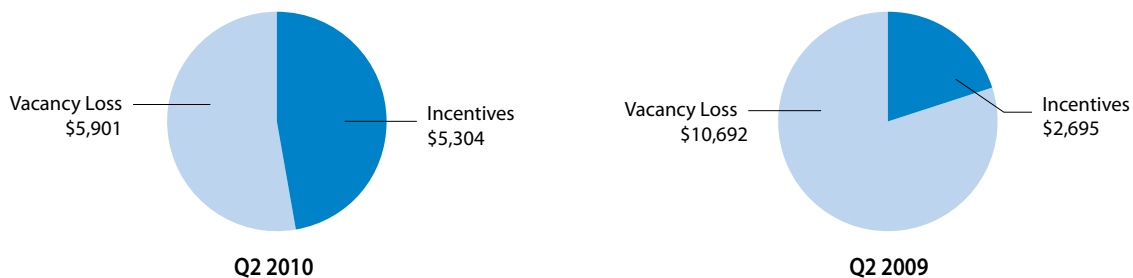 Vacancy Loss
$5,901
Incentives
$5,304
Q2 2010
Vacancy Loss
$10,692
Incentives
$2,695
Q2 2009